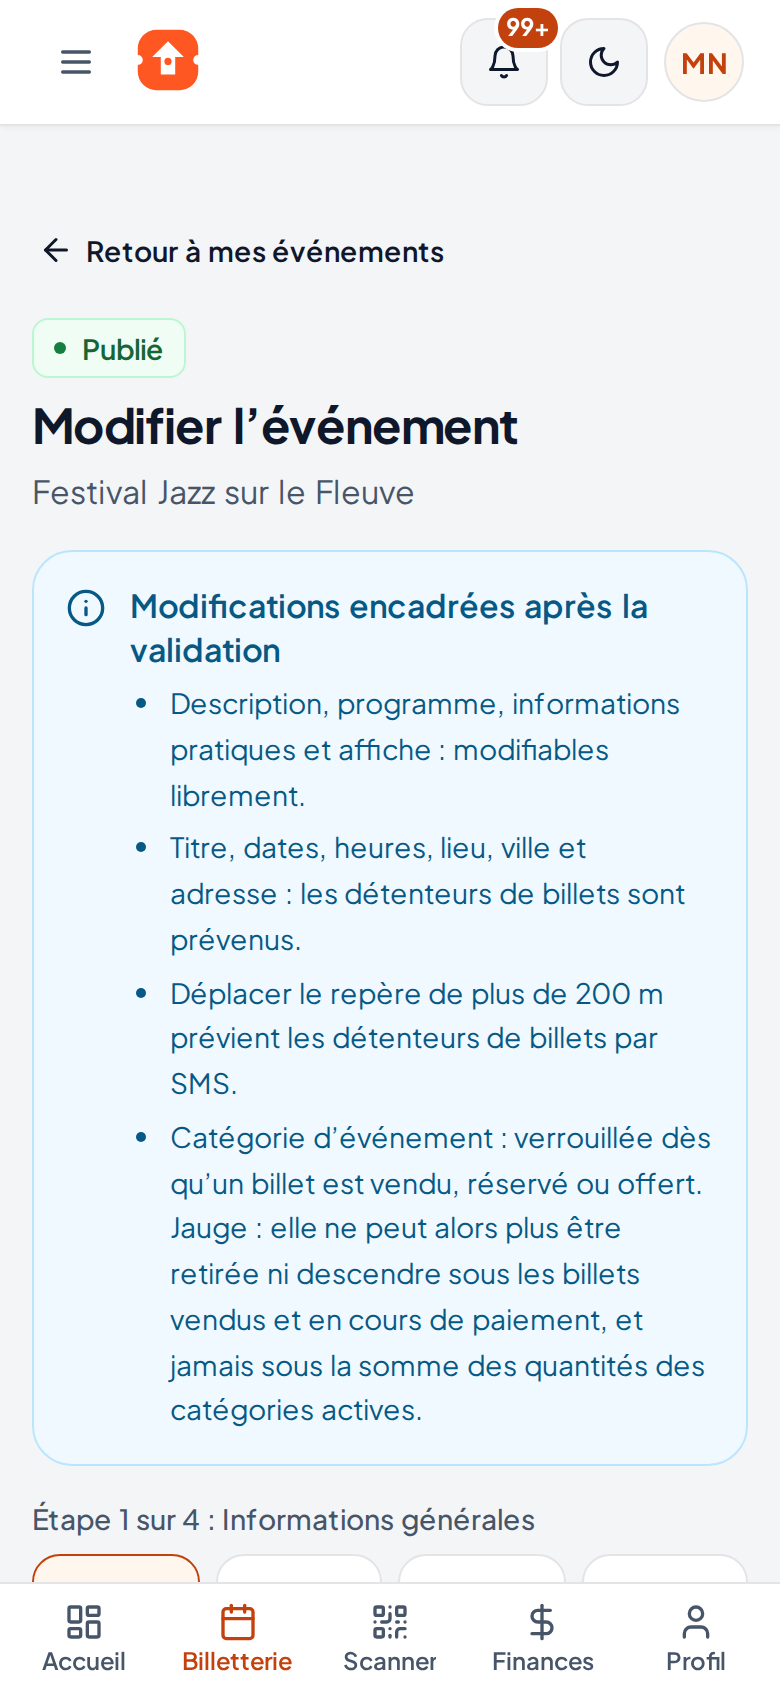 99+
MN
Retour à mes événements
Publié
Modifier l’événement
Festival Jazz sur le Fleuve
Modifications encadrées après la
validation
• Description, programme, informations
pratiques et affiche : modifiables
librement.
• Titre, dates, heures, lieu, ville et
adresse : les détenteurs de billets sont
prévenus.
• Déplacer le repère de plus de 200 m
prévient les détenteurs de billets par
SMS.
• Catégorie d’événement : verrouillée dès
qu’un billet est vendu, réservé ou offert.
Jauge : elle ne peut alors plus être
retirée ni descendre sous les billets
vendus et en cours de paiement, et
jamais sous la somme des quantités des
catégories actives.
Étape 1 sur 4 : Informations générales
Accueil Billetterie Scanner Finances Profil